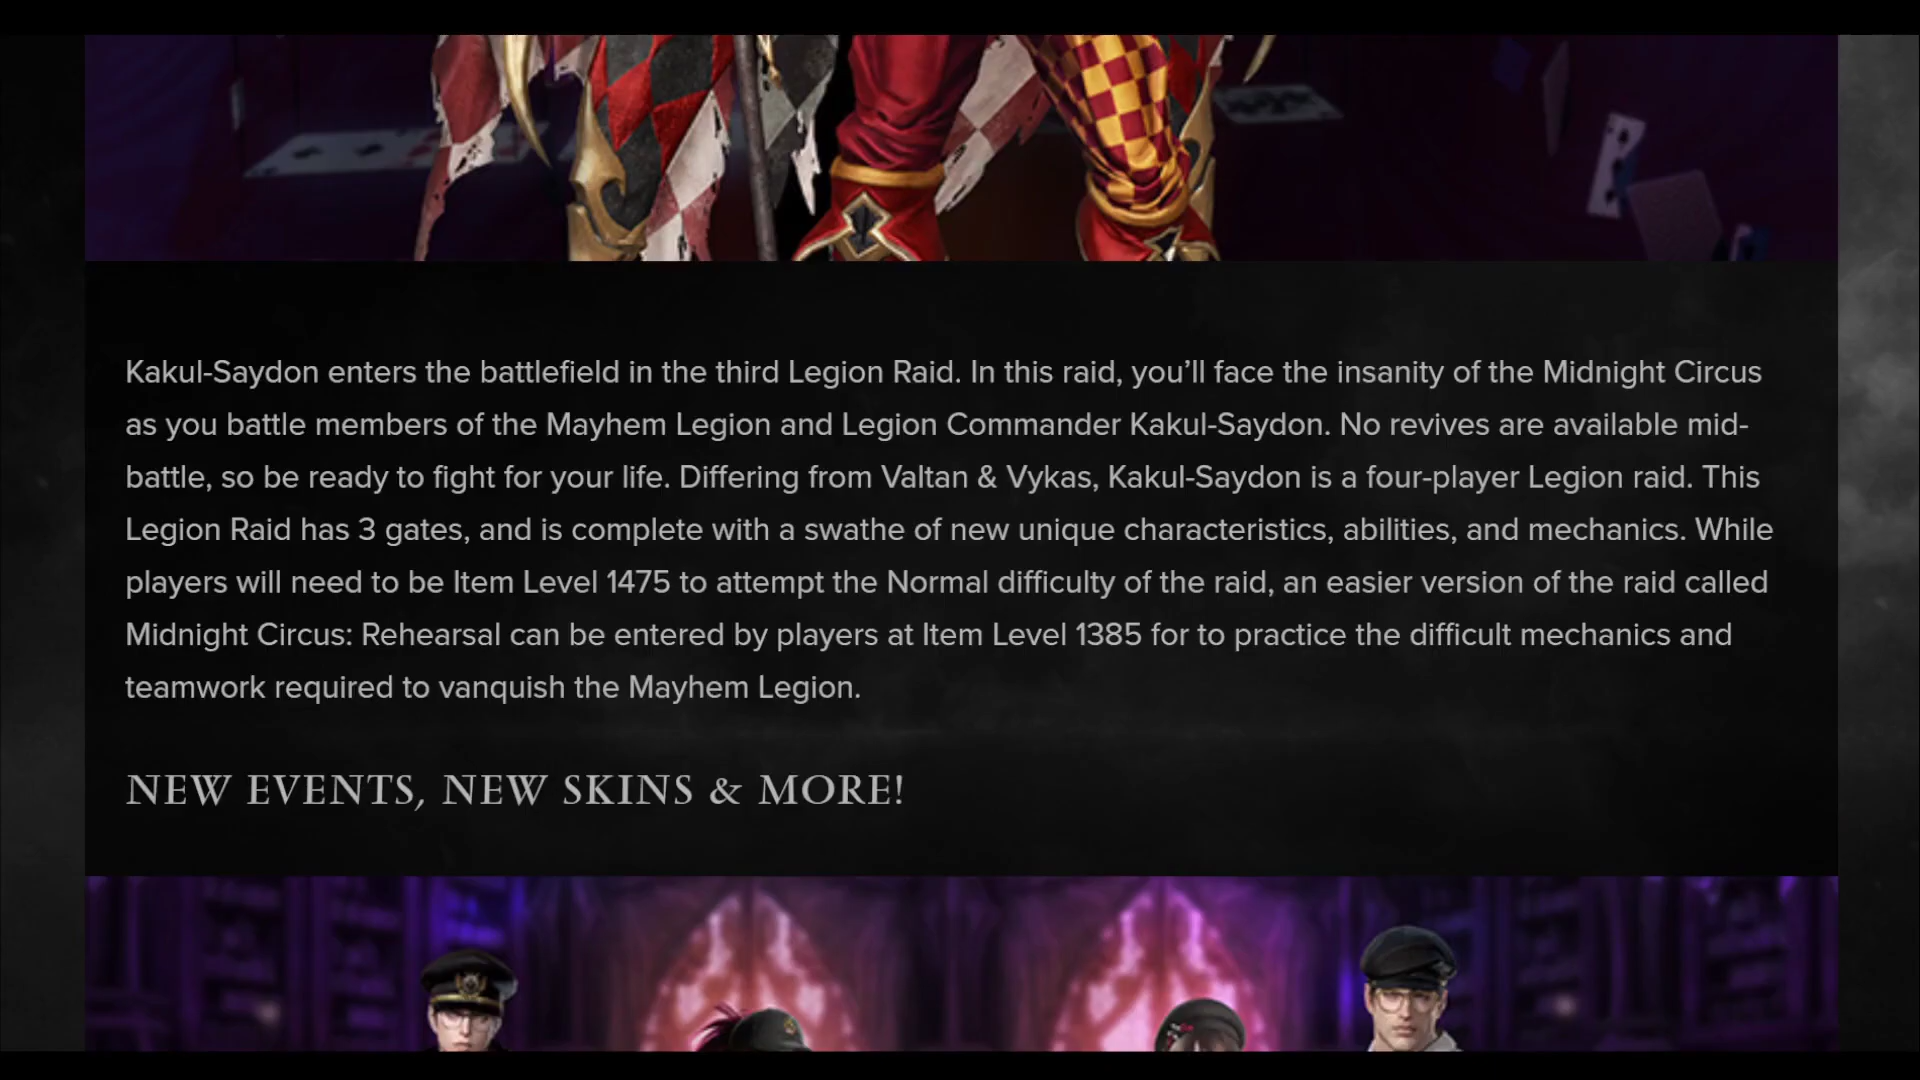 Kakul-Saydon enters the battlefield in the third Legion Raid. In this raid, you’ll face the insanity of the Midnight Circus
as you battle members of the Mayhem Legion and Legion Commander Kakul-Saydon. No revives are available mid-
battle, so be ready to fight for your life. Differing from Valtan & Vykas, Kakul-Saydon is a four-player Legion raid. This
Legion Raid has 3 gates, and is complete with a swathe of new unique characteristics, abilities, and mechanics. While
players will need to be Item Level 1475 to attempt the Normal difficulty of the raid, an easier version of the raid called
Midnight Circus: Rehearsal can be entered by players at Item Level 1385 for to practice the difficult mechanics and
teamwork required to vanquish the Mayhem Legion.
NEW EVENTS, NEW SKINS & MORE!